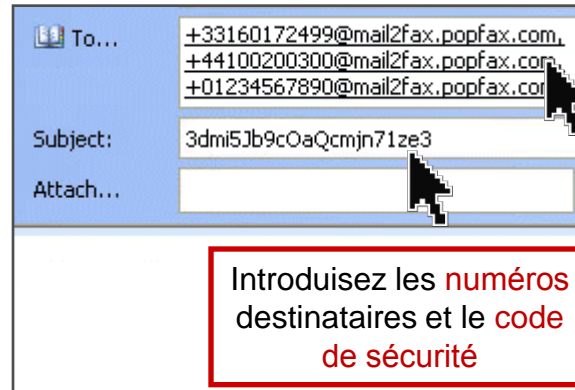 To...
+33160172499@mail2fax.popfax.com,
+44100200300@mail2fax.popfax.com
+01234567890@mail2fax.popfax.com
Subject:
3dmi5Jb9cOaQcmjn71ze3
Attach...
Introduisez les numéros
destinataires et le code
de sécurité